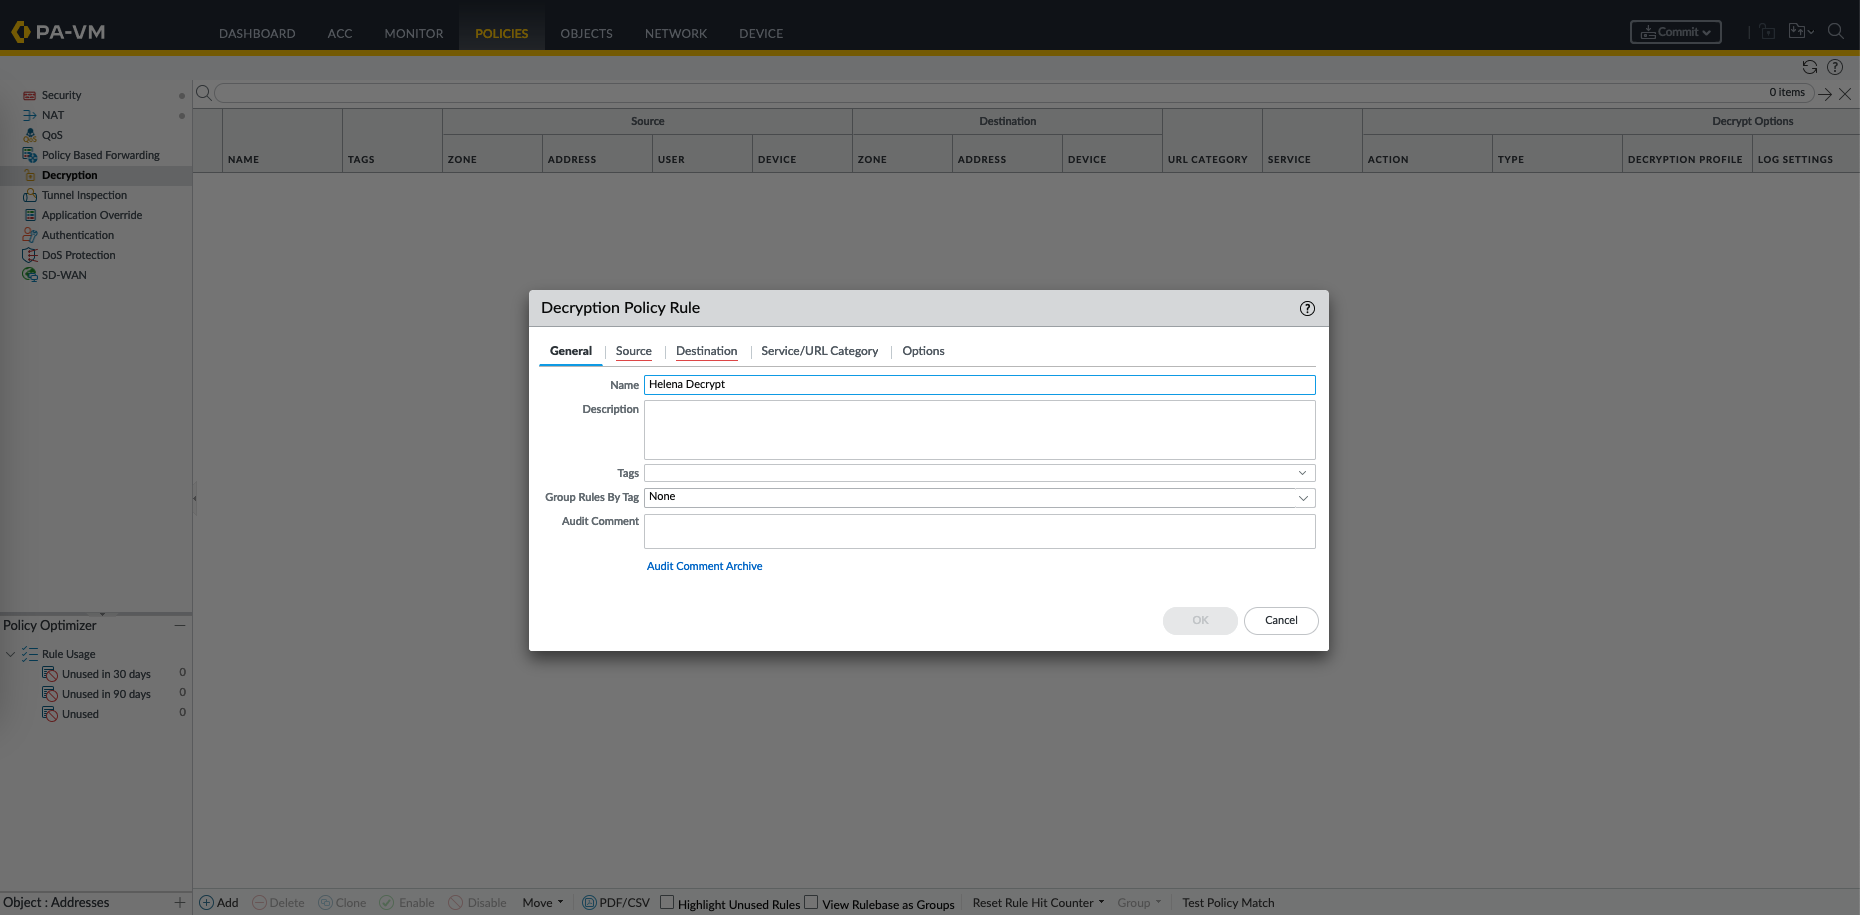 PA-VM DASHBOARD ACC MONITOR POLICIES OBJECTS NETWORK DEVICE Commit
0 items
Security
NAT
QoS
Policy Based Forwarding
Decryption
Tunnel Inspection
Application Override
Authentication
DoS Protection
SD-WAN
Source Destination Decrypt Options
NAME TAGS ZONE ADDRESS USER DEVICE ZONE ADDRESS DEVICE URL CATEGORY SERVICE ACTION TYPE DECRYPTION PROFILE LOG SETTINGS
Decryption Policy Rule ?
General Source Destination Service/URL Category Options
Name Helena Decrypt
Description
Tags
Group Rules By Tag None
Audit Comment
Audit Comment Archive
OK Cancel
Policy Optimizer
Rule Usage
Unused in 30 days 0
Unused in 90 days 0
Unused 0
Object : Addresses
Add Delete Clone Enable Disable Move PDF/CSV Highlight Unused Rules View Rulebase as Groups Reset Rule Hit Counter Group Test Policy Match